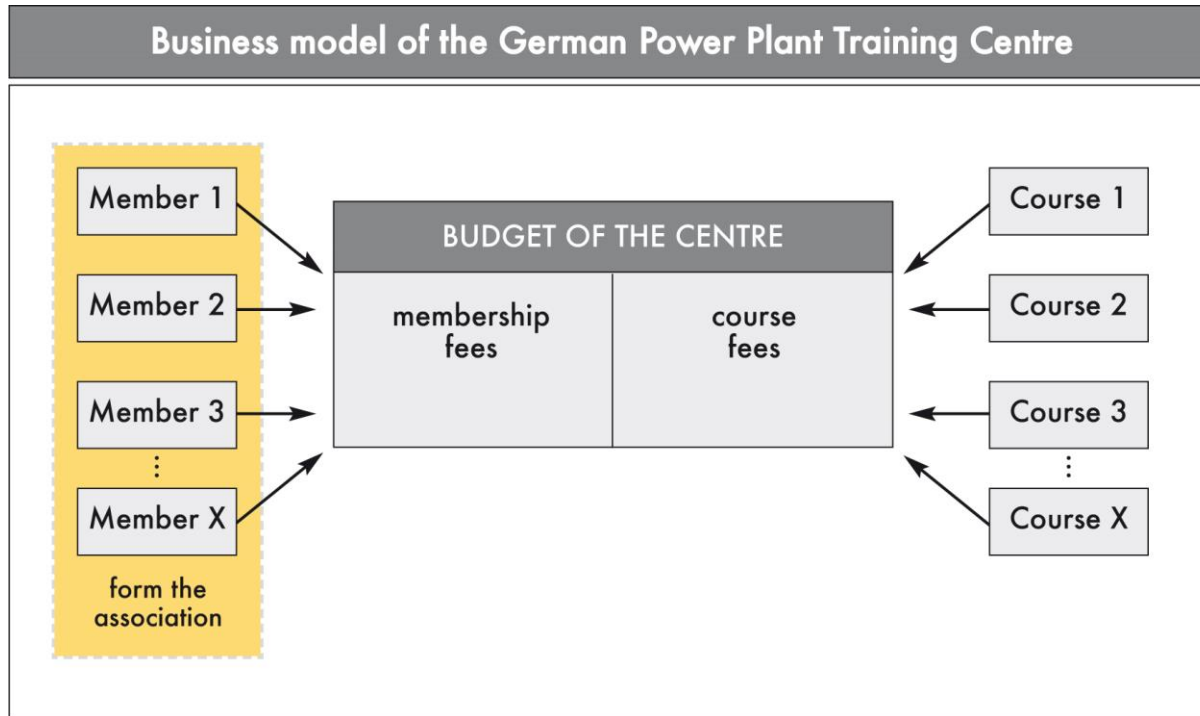 Business model of the German Power Plant Training Centre
Member 1
Member 2
Member 3
⋮
Member X
form the
association
BUDGET OF THE CENTRE
membership
fees
course
fees
Course 1
Course 2
Course 3
⋮
Course X